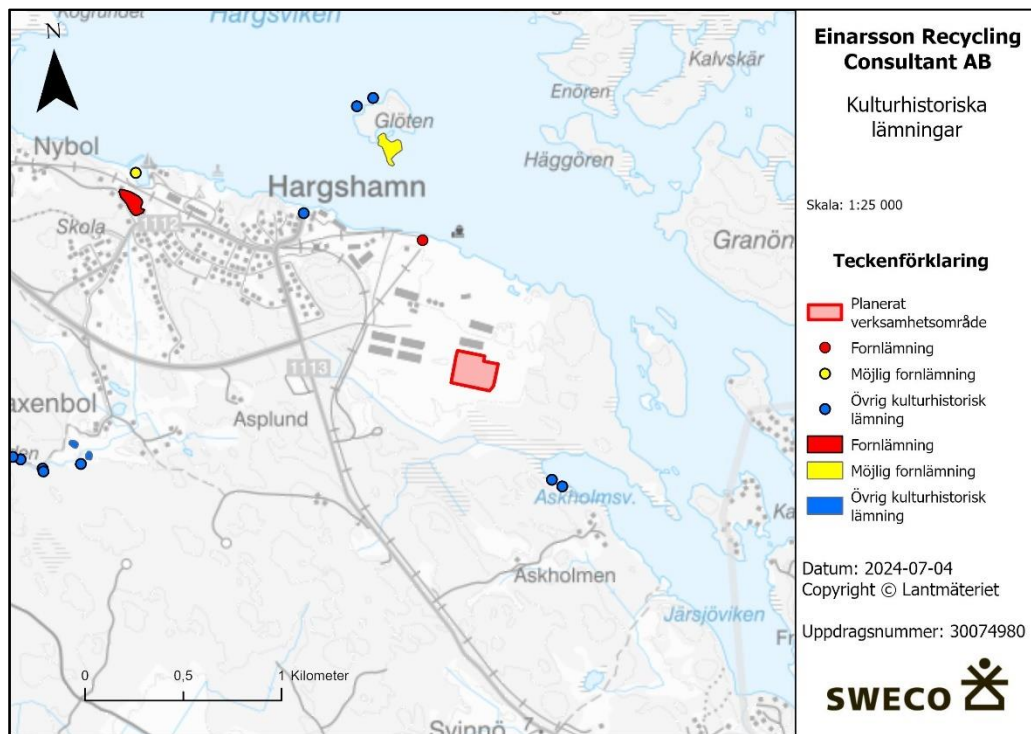 Kogrundet
Hargsviken
Kalvskär
Enören
Glöten
Nybol
Häggören
Hargshamn
Skola
1112
Granön
1113
axenbol
Asplund
den
Askholmsv.
Ka
Askholmen
Järsjöviken
Fr
Svinnö
7
N
0
0,5
1 Kilometer
Einarsson Recycling
Consultant AB
Kulturhistoriska
lämningar
Skala: 1:25 000
Teckenförklaring
Planerat
verksamhetsområde
Fornlämning
Möjlig fornlämning
Övrig kulturhistorisk
lämning
Fornlämning
Möjlig fornlämning
Övrig kulturhistorisk
lämning
Datum: 2024-07-04
Copyright © Lantmäteriet
Uppdragsnummer: 30074980
SWECO